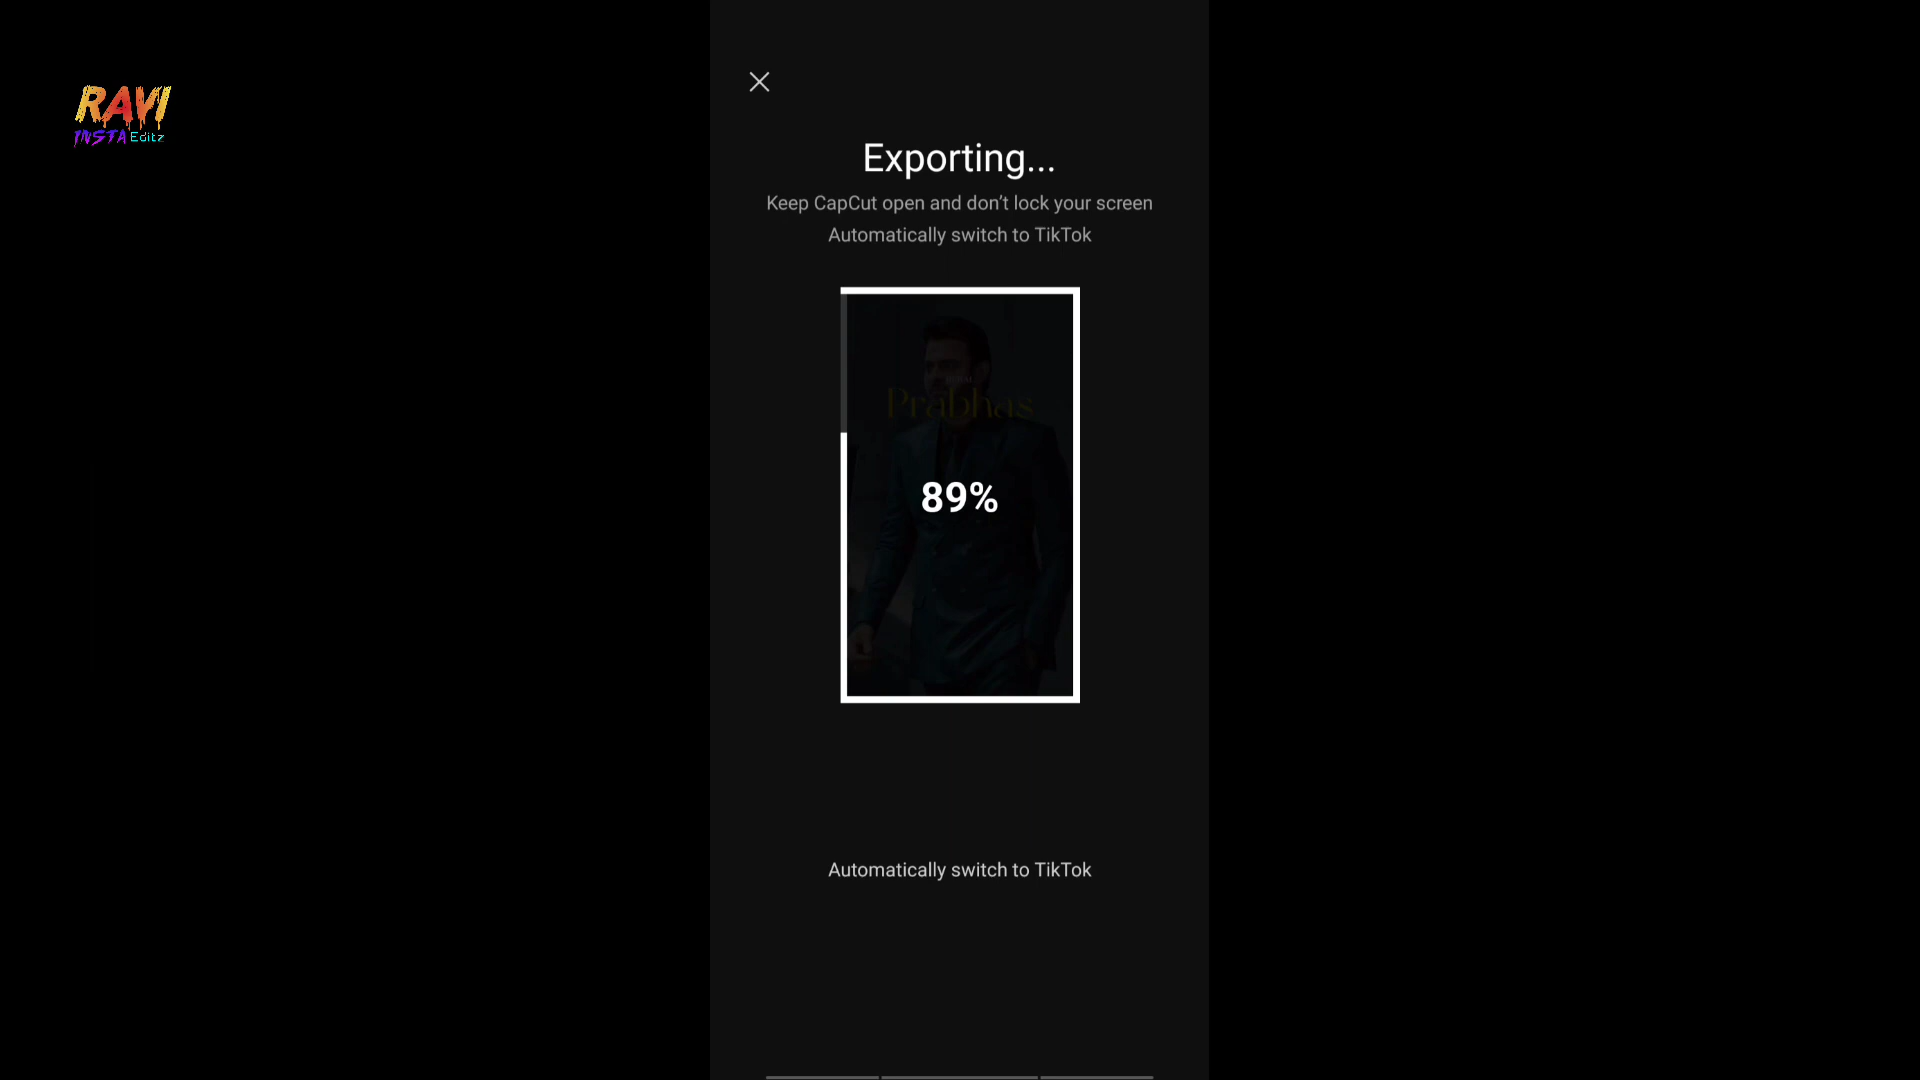 RAVI
INSTA Editz
Exporting...
Keep CapCut open and don’t lock your screen
Automatically switch to TikTok
Prabhas
89%
Automatically switch to TikTok